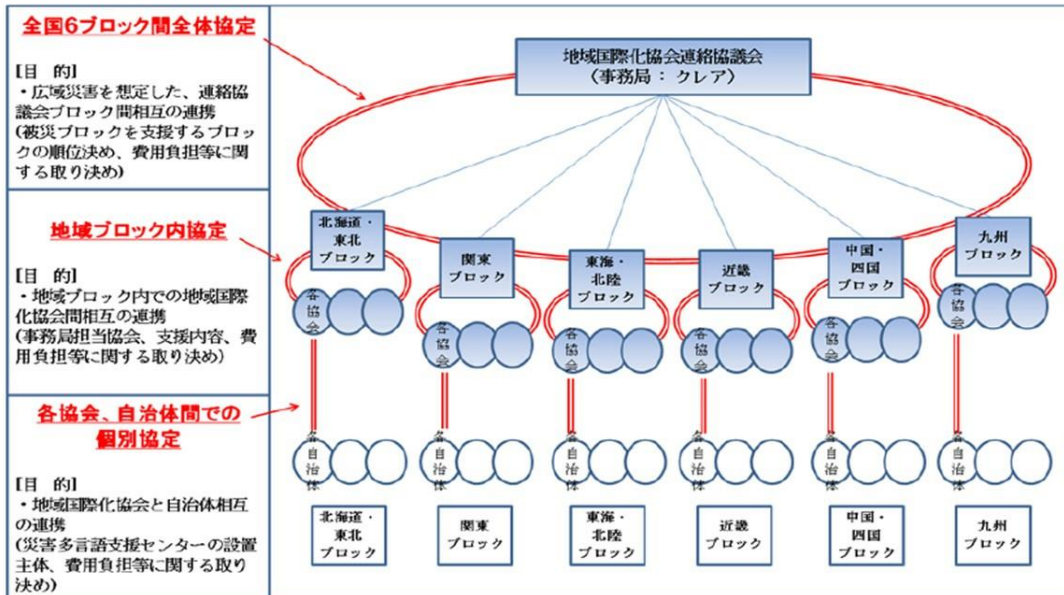 全国6ブロック間全体協定
【目　的】
・広域災害を想定した、連絡協
議会ブロック間相互の連携
(被災ブロックを支援するブロッ
クの順位決め、費用負担等に関
する取り決め)
地域ブロック内協定
【目　的】
・地域ブロック内での地域国際
化協会間相互の連携
(事務局担当協会、支援内容、費
用負担等に関する取り決め)
各協会、自治体間での
個別協定
【目　的】
・地域国際化協会と自治体相互
の連携
(災害多言語支援センターの設置
主体、費用負担等に関する取り
決め)
地域国際化協会連絡協議会
(事務局：クレア)
北海道・
東北
ブロック
関東
ブロック
東海・
北陸
ブロック
近畿
ブロック
中国・
四国
ブロック
九州
ブロック
各協会
各協会
各協会
各協会
各協会
各協会
各自治体
各自治体
各自治体
各自治体
各自治体
各自治体
北海道・
東北
ブロック
関東
ブロック
東海・
北陸
ブロック
近畿
ブロック
中国・
四国
ブロック
九州
ブロック